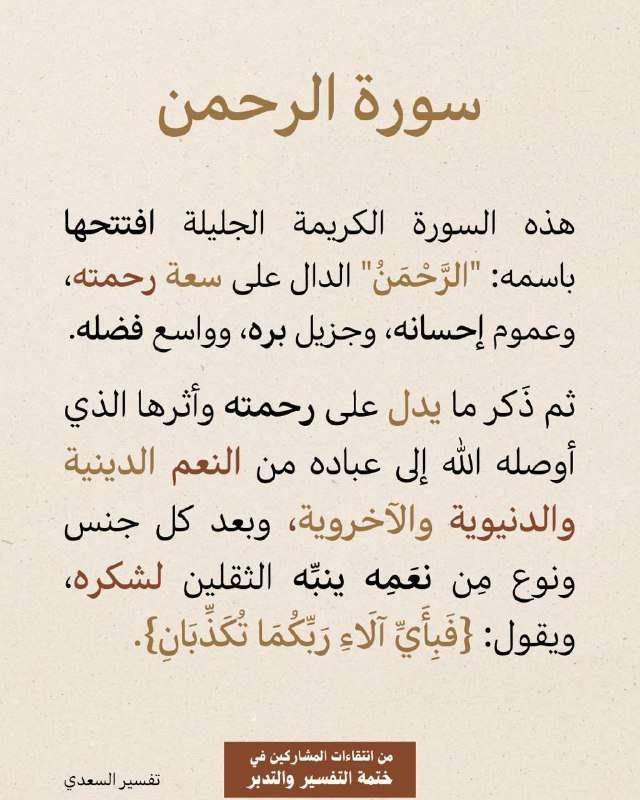 سورة الرحمن
هذه السورة الكريمة الجليلة افتتحها
باسمه: "الرَّحْمَنُ" الدال على سعة رحمته،
وعموم إحسانه، وجزيل بره، وواسع فضله.
ثم ذَكر ما يدل على رحمته وأثرها الذي
أوصله الله إلى عباده من النعم الدينية
والدنيوية والآخروية، وبعد كل جنس
ونوع مِن نعَمِه ينبِّه الثقلين لشكره،
ويقول: {فَبِأَيِّ آلَاءِ رَبِّكُمَا تُكَذِّبَانِ}.
من انتقاءات المشاركين في
ختمة التفسير والتدبر
تفسير السعدي